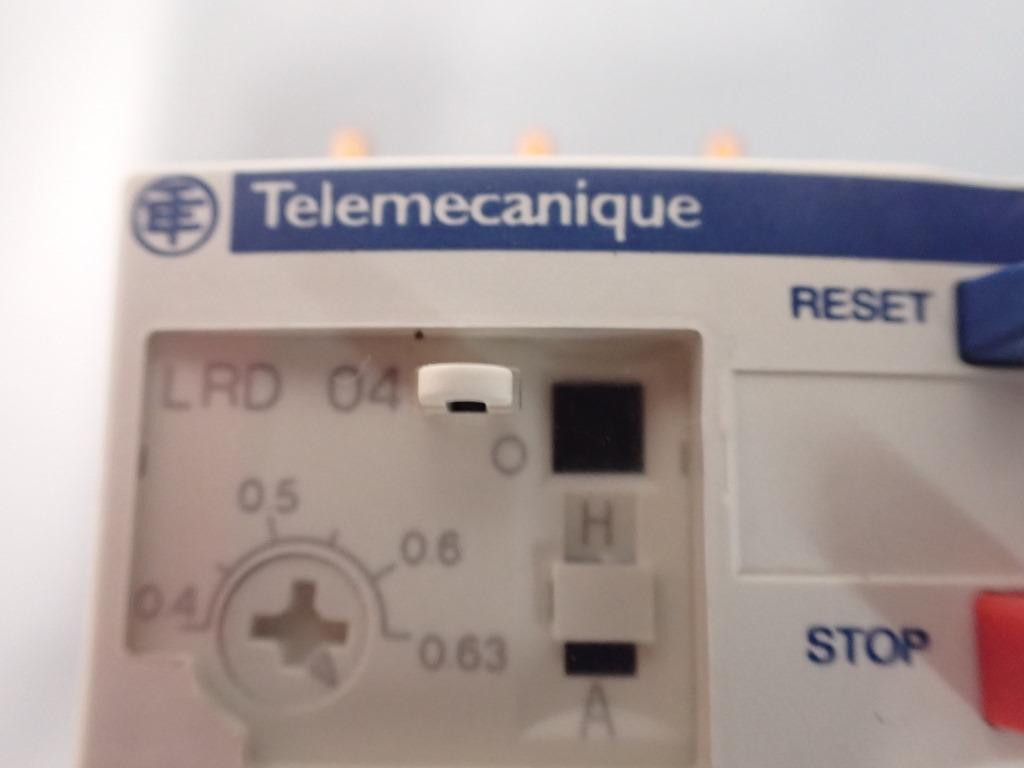 Telemecanique
RESET
LRD 04
O
0.5
H
0.6
0.4
0.63
STOP
A